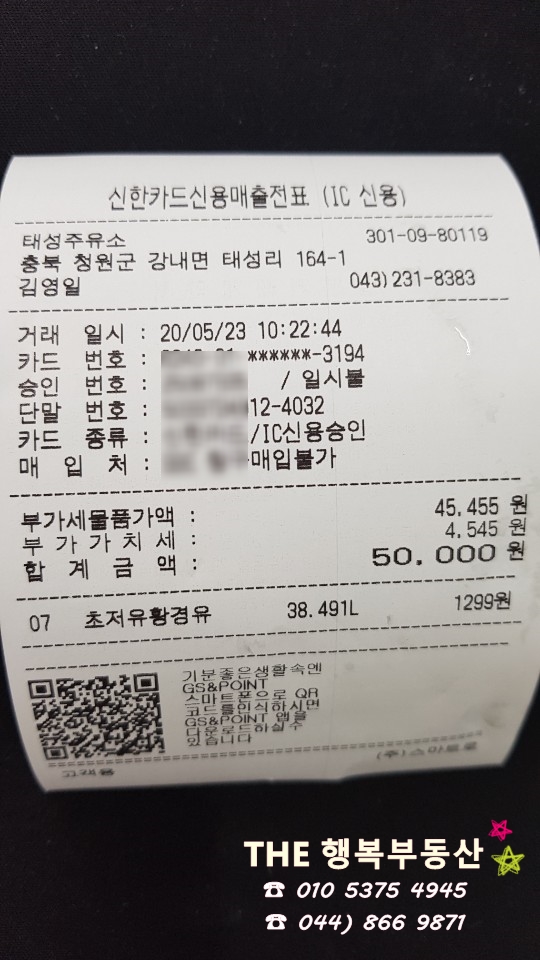 신한카드신용매출전표 (IC 신용)
태성주유소 301-09-80119
충북 청원군 강내면 태성리 164-1
김영일 043)231-8383
거래 일시 : 20/05/23 10:22:44
카드 번호 : ******-3194
승인 번호 : / 일시불
단말 번호 : 12-4032
카드 종류 : /IC신용승인
매 입 처 : 매입불가
부가세물품가액 : 45,455 원
부 가 가 치 세 : 4,545 원
합 계 금 액 : 50,000 원
07 초저유황경유 38.491L 1299원
기분좋은생활속엔
GS&POINT
스마트폰으로 QR
코드를인식하시면
GS&POINT 앱을
다운로드하실수
있습니다
고객용
THE 행복부동산
☎ 010 5375 4945
☎ 044) 866 9871